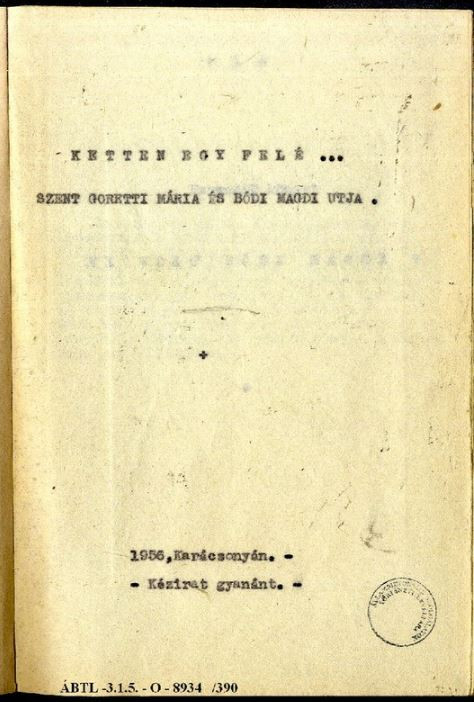 KETTEN EGY FELÉ ...
SZENT GORETTI MÁRIA ÉS BÓDI MAGDI UTJA .
+
1956,Karácsonyán. -
- Kézirat gyanánt. -
ÁBTL -3.1.5. - O - 8934 /390